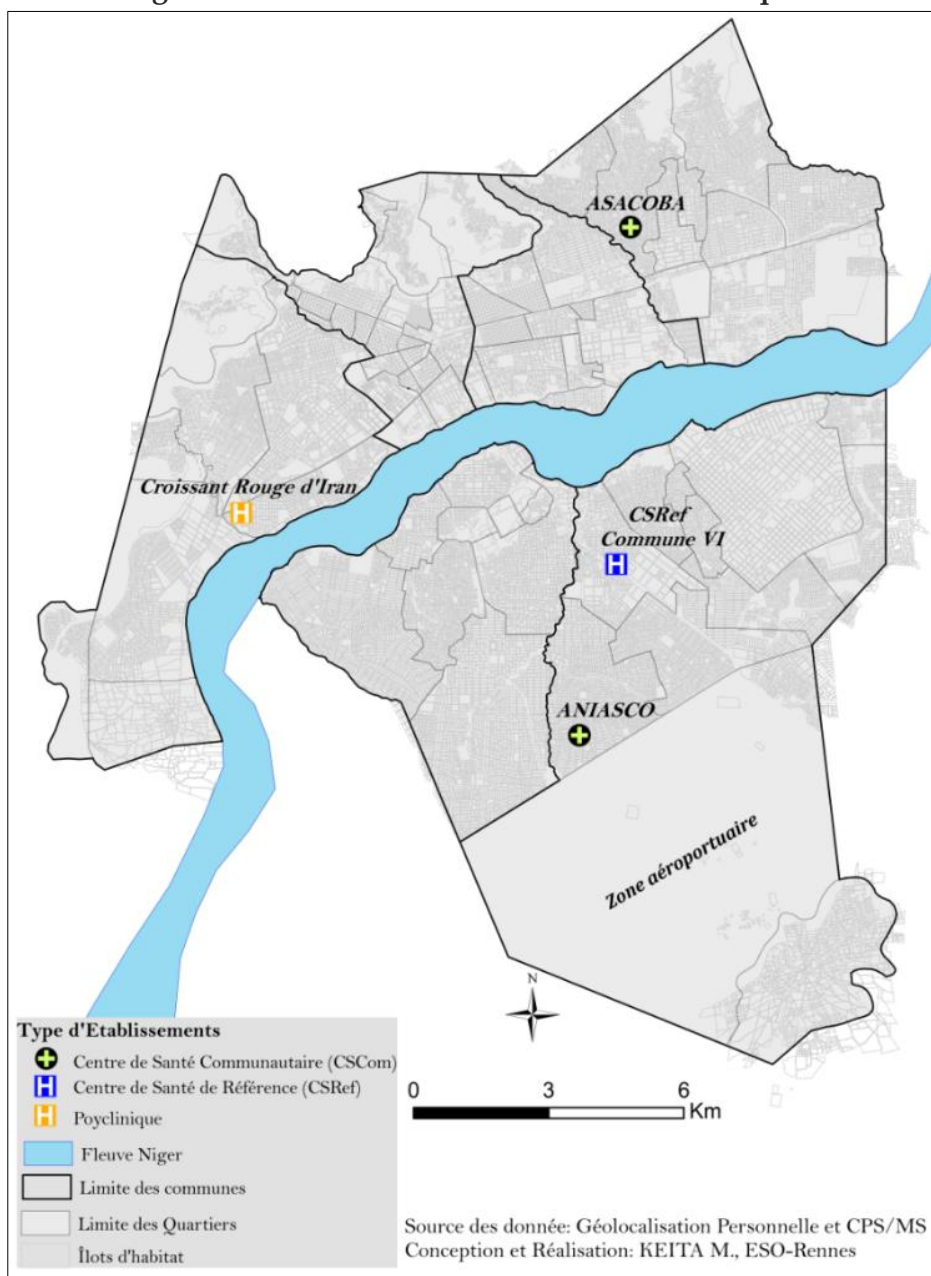 ASACOBA
Croissant Rouge d'Iran
H
CSRef
Commune VI
H
ANIASCO
Zone aéroportuaire
N
Type d'Etablissements
Centre de Santé Communautaire (CSCom)
H Centre de Santé de Référence (CSRef)
H Poyclinique
Fleuve Niger
Limite des communes
Limite des Quartiers
Îlots d'habitat
0 3 6
Km
Source des donnée: Géolocalisation Personnelle et CPS/MS
Conception et Réalisation: KEITA M., ESO-Rennes